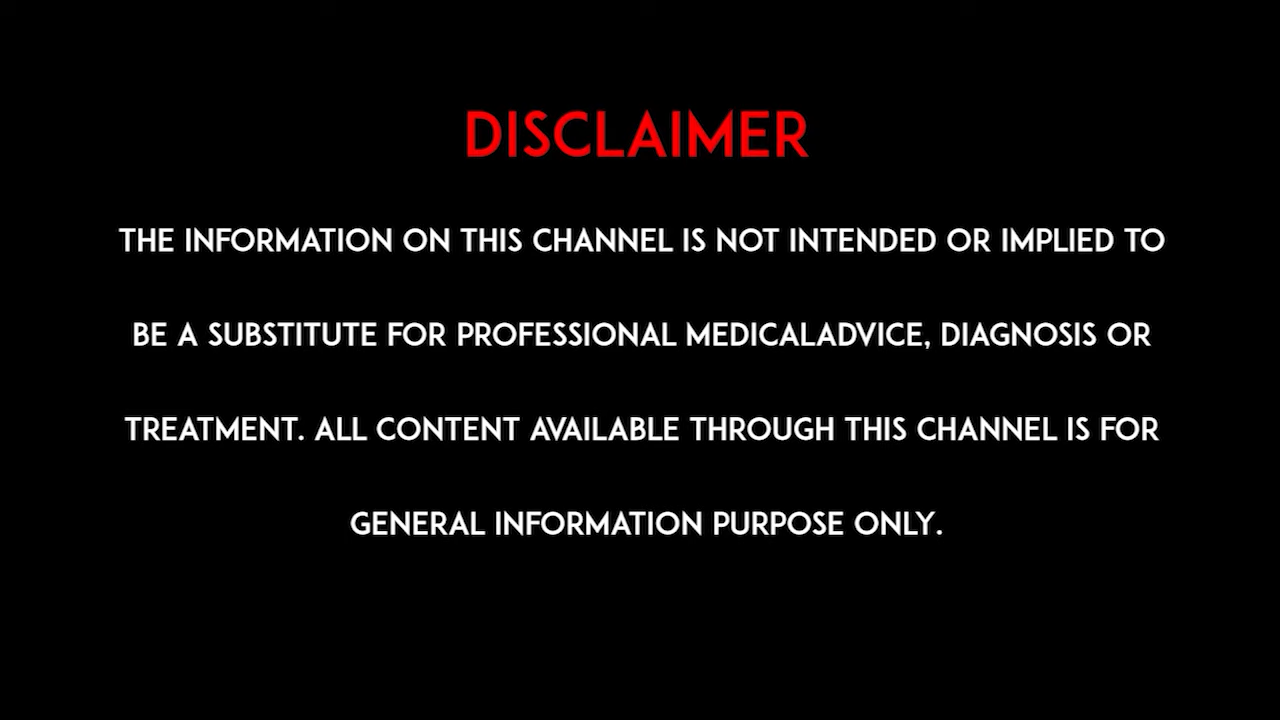 DISCLAIMER
THE INFORMATION ON THIS CHANNEL IS NOT INTENDED OR IMPLIED TO
BE A SUBSTITUTE FOR PROFESSIONAL MEDICALADVICE, DIAGNOSIS OR
TREATMENT. ALL CONTENT AVAILABLE THROUGH THIS CHANNEL IS FOR
GENERAL INFORMATION PURPOSE ONLY.